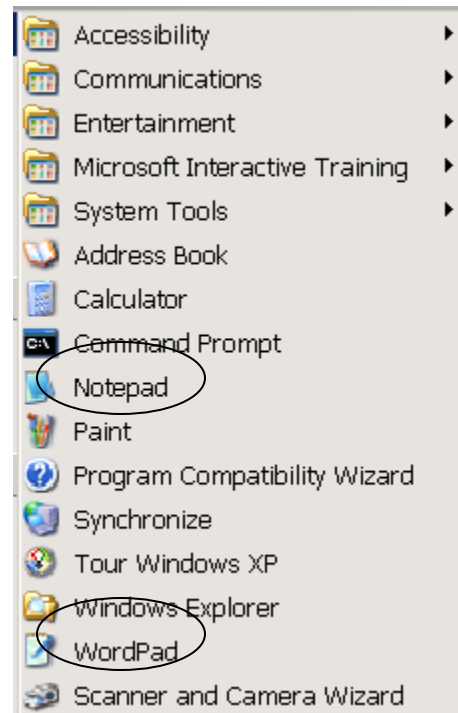 Accessibility
Communications
Entertainment
Microsoft Interactive Training
System Tools
Address Book
Calculator
C:\ Command Prompt
Notepad
Paint
Program Compatibility Wizard
Synchronize
Tour Windows XP
Windows Explorer
WordPad
Scanner and Camera Wizard